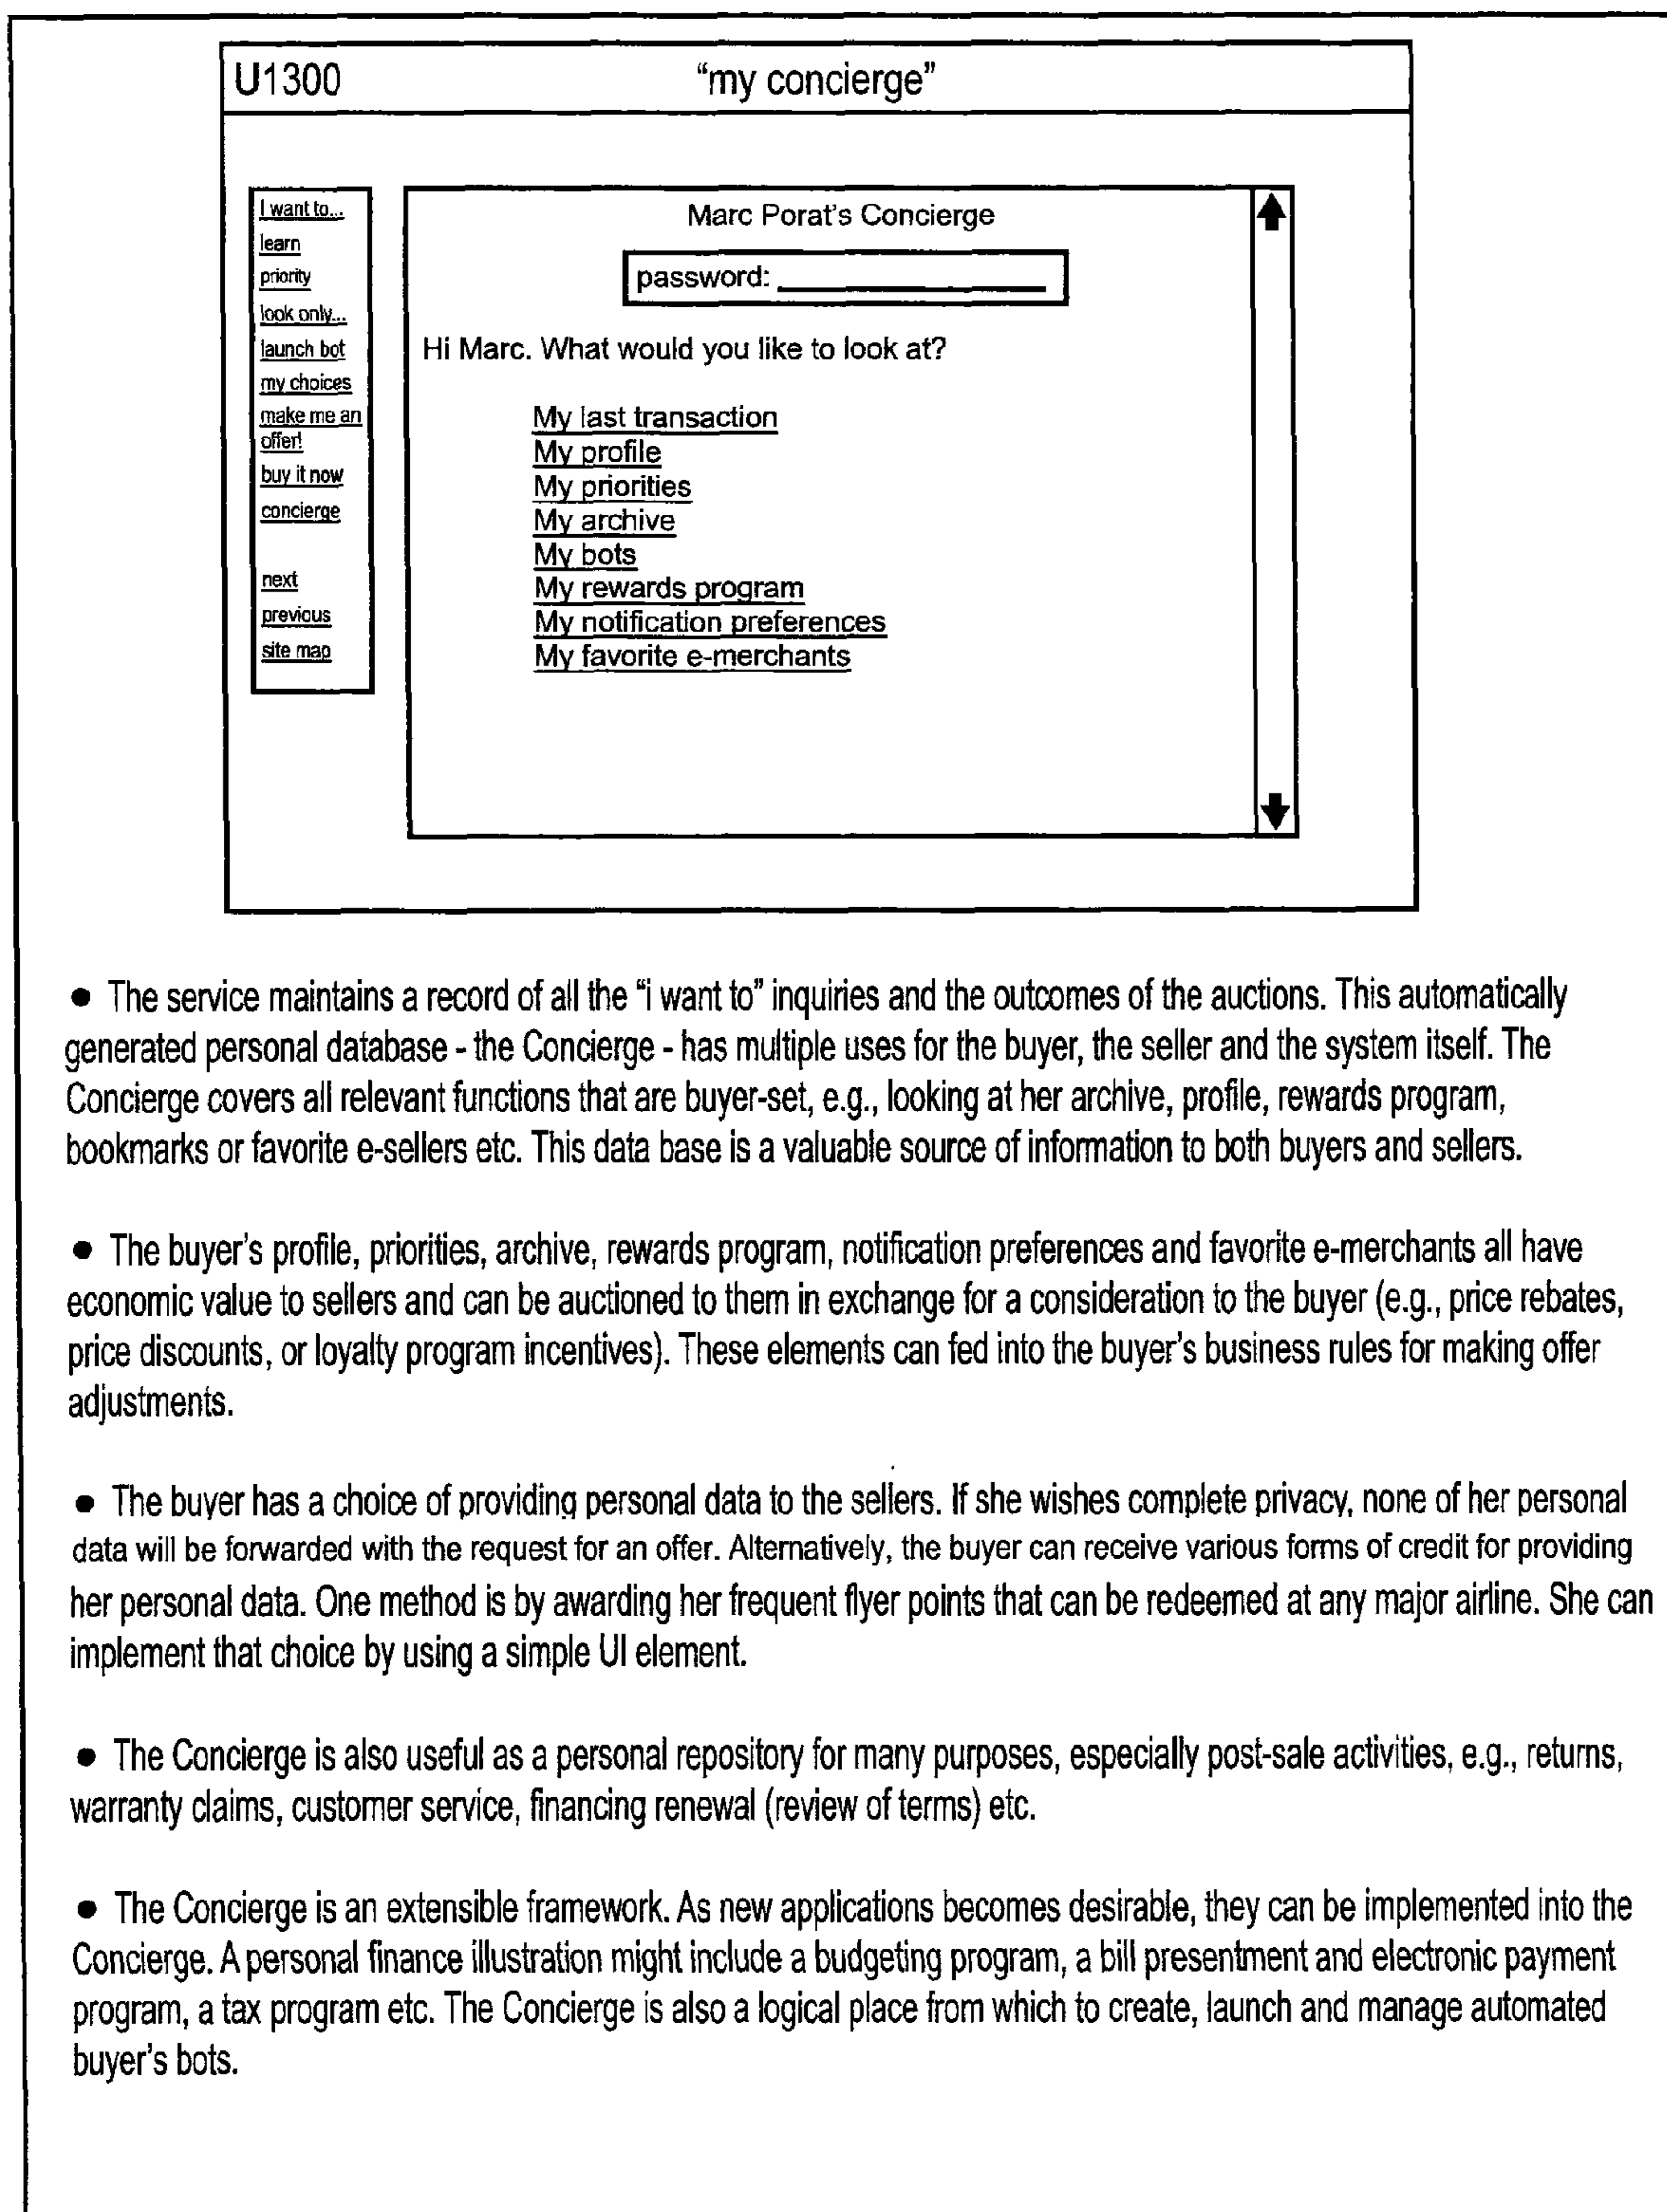 U1300
“my concierge”
I want to...
learn
priority
look only...
launch bot
my choices
make me an
offer!
buy it now
concierge
next
previous
site map
Marc Porat's Concierge
password:
Hi Marc. What would you like to look at?
My last transaction
My profile
My priorities
My archive
My bots
My rewards program
My notification preferences
My favorite e-merchants
● The service maintains a record of all the “i want to” inquiries and the outcomes of the auctions. This automatically
generated personal database - the Concierge - has multiple uses for the buyer, the seller and the system itself. The
Concierge covers all relevant functions that are buyer-set, e.g., looking at her archive, profile, rewards program,
bookmarks or favorite e-sellers etc. This data base is a valuable source of information to both buyers and sellers.
● The buyer's profile, priorities, archive, rewards program, notification preferences and favorite e-merchants all have
economic value to sellers and can be auctioned to them in exchange for a consideration to the buyer (e.g., price rebates,
price discounts, or loyalty program incentives). These elements can fed into the buyer's business rules for making offer
adjustments.
● The buyer has a choice of providing personal data to the sellers. If she wishes complete privacy, none of her personal
data will be forwarded with the request for an offer. Alternatively, the buyer can receive various forms of credit for providing
her personal data. One method is by awarding her frequent flyer points that can be redeemed at any major airline. She can
implement that choice by using a simple UI element.
● The Concierge is also useful as a personal repository for many purposes, especially post-sale activities, e.g., returns,
warranty claims, customer service, financing renewal (review of terms) etc.
● The Concierge is an extensible framework. As new applications becomes desirable, they can be implemented into the
Concierge. A personal finance illustration might include a budgeting program, a bill presentment and electronic payment
program, a tax program etc. The Concierge is also a logical place from which to create, launch and manage automated
buyer's bots.